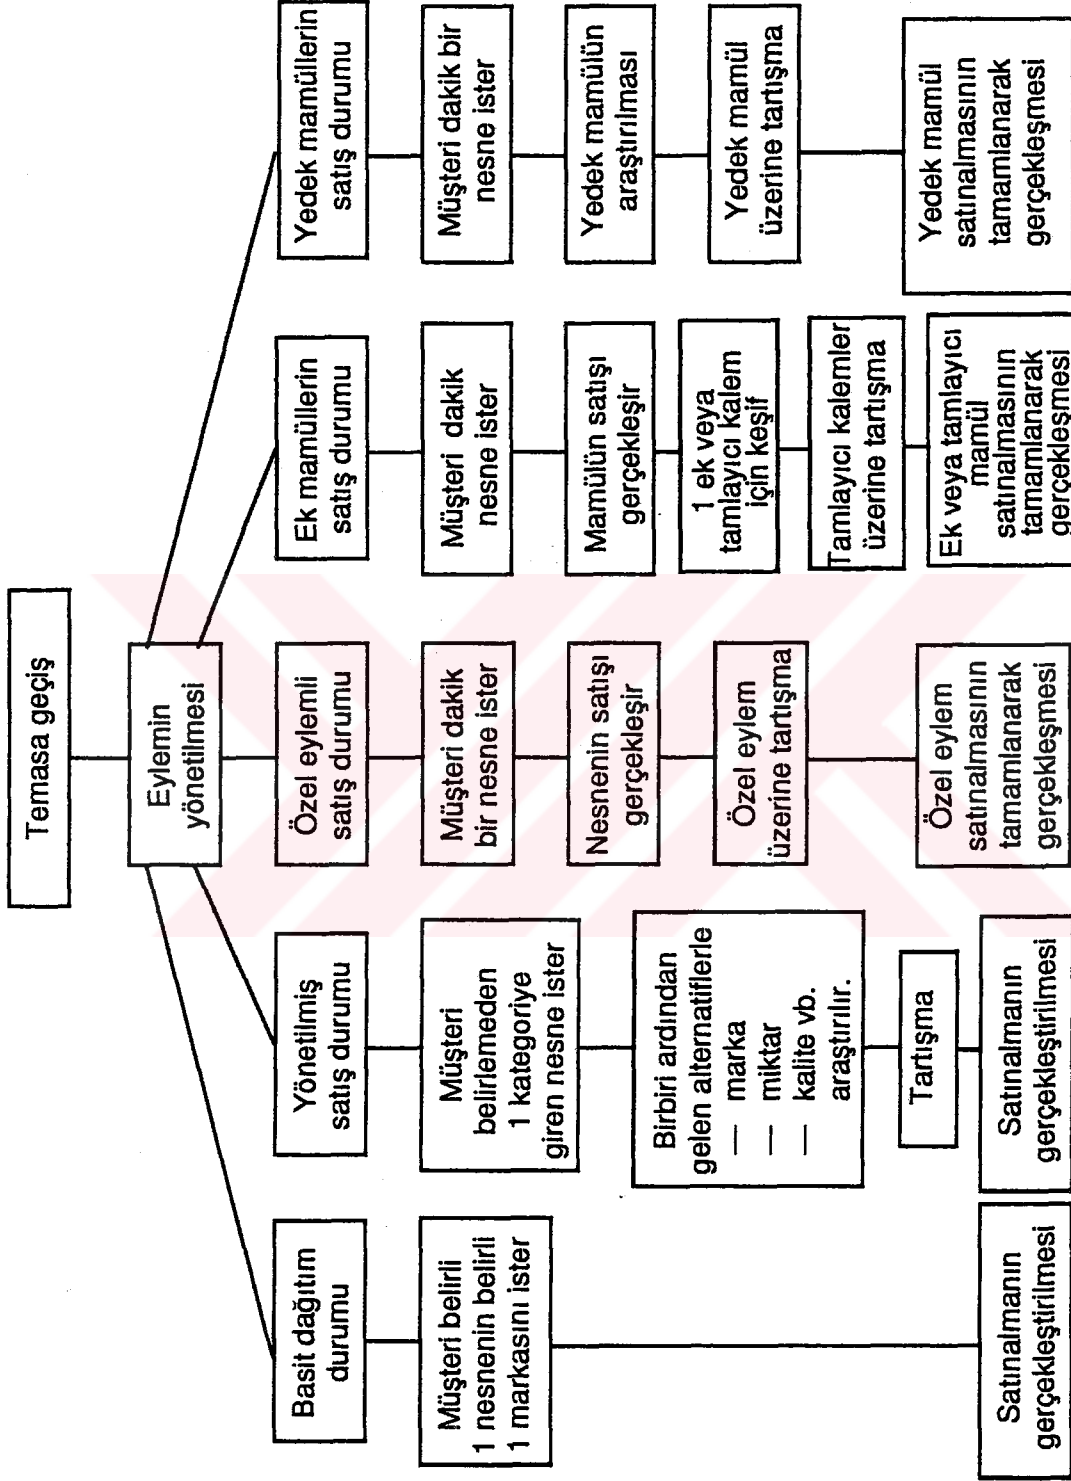 Temasa geçiş
Eylemin
yönetilmesi
Basit dağıtım
durumu
Müşteri belirli
1 nesnenin belirli
1 markasını ister
Satınalmanın
gerçekleştirilmesi
Yönetilmiş
satış durumu
Müşteri
belirlemeden
1 kategoriye
giren nesne ister
Birbiri ardından
gelen alternatiflerle
— marka
— miktar
— kalite vb.
araştırılır.
Tartışma
Satınalmanın
gerçekleştirilmesi
Özel eylemli
satış durumu
Müşteri dakik
bir nesne ister
Nesnenin satışı
gerçekleşir
Özel eylem
üzerine tartışma
Özel eylem
satınalmasının
tamamlanarak
gerçekleşmesi
Ek mamüllerin
satış durumu
Müşteri dakik
nesne ister
Mamülün satışı
gerçekleşir
1 ek veya
tamlayıcı kalem
için keşif
Tamlayıcı kalemler
üzerine tartışma
Ek veya tamlayıcı
mamül
satınalmasının
tamamlanarak
gerçekleşmesi
Yedek mamüllerin
satış durumu
Müşteri dakik bir
nesne ister
Yedek mamülün
araştırılması
Yedek mamül
üzerine tartışma
Yedek mamül
satınalmasının
tamamlanarak
gerçekleşmesi